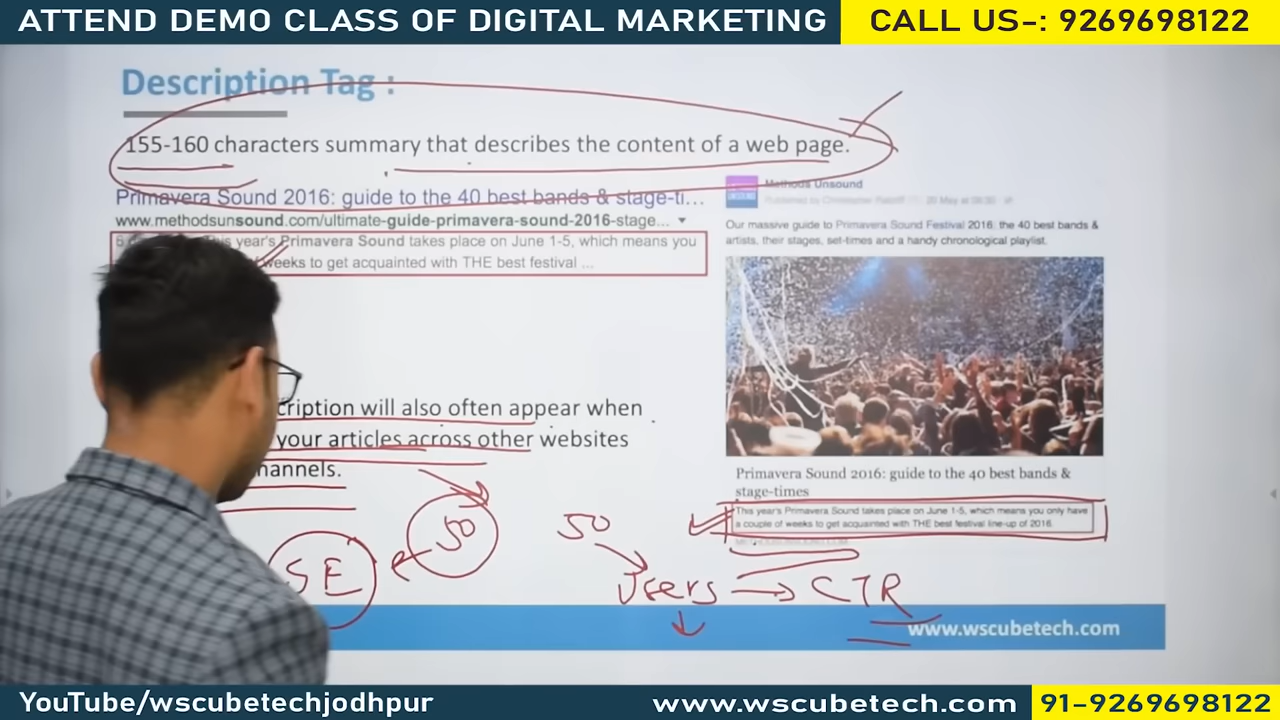 ATTEND DEMO CLASS OF DIGITAL MARKETING
CALL US-: 9269698122
Description Tag :
155-160 characters summary that describes the content of a web page.
Primavera Sound 2016: guide to the 40 best bands & stage-ti...
www.methodsunsound.com/ultimate-guide-primavera-sound-2016-stage...
year's Primavera Sound takes place on June 1-5, which means you
weeks to get acquainted with THE best festival ...
Methods Unsound
Our massive guide to Primavera Sound Festival 2016: the 40 best bands &
artists, their stages, set-times and a handy chronological playlist.
cription will also often appear when
your articles across other websites
hannels.
Primavera Sound 2016: guide to the 40 best bands &
stage-times
This year's Primavera Sound takes place on June 1-5, which means you only have
a couple of weeks to get acquainted with THE best festival line-up of 2016.
50
50
SE
Users → CTR
www.wscubetech.com
YouTube/wscubetechjodhpur
www.wscubetech.com
91-9269698122